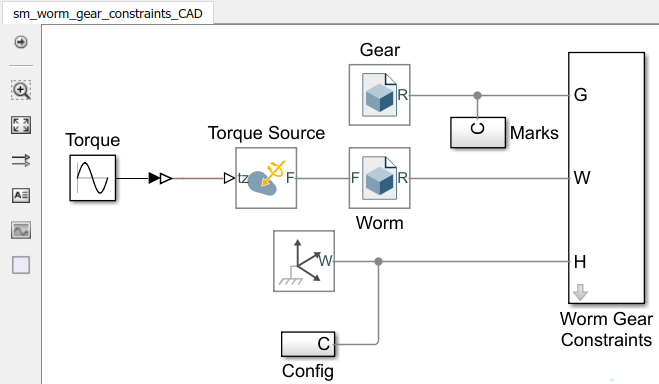 sm_worm_gear_constraints_CAD
Gear
R
G
C
Marks
Torque
Torque Source
tz
F
F
R
W
Worm
W
H
C
Config
Worm Gear
Constraints
A